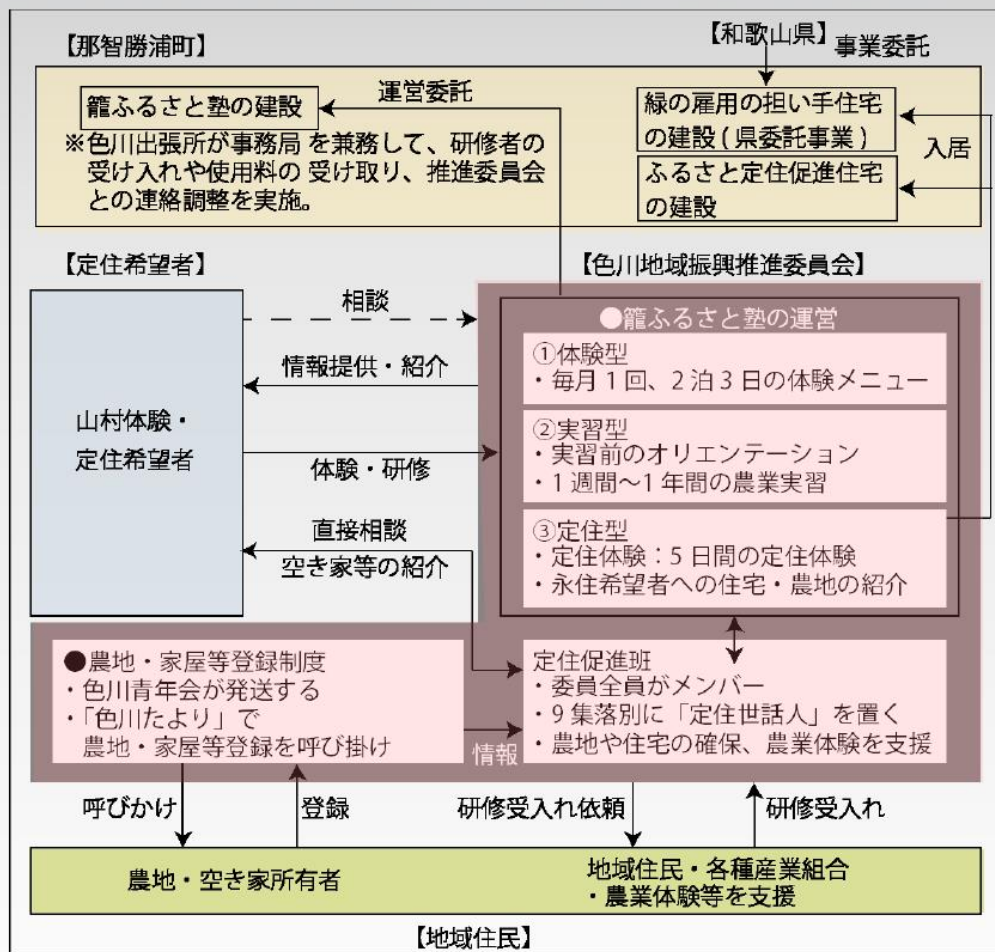 【那智勝浦町】
【和歌山県】
事業委託
籠ふるさと塾の建設
運営委託
※色川出張所が事務局 を兼務して、研修者の
受け入れや使用料の 受け取り、推進委員会
との連絡調整を実施。
緑の雇用の担い手住宅
の建設 ( 県委託事業 )
ふるさと定住促進住宅
の建設
入居
【定住希望者】
【色川地域振興推進委員会】
山村体験・
定住希望者
相談
情報提供・紹介
体験・研修
直接相談
空き家等の紹介
●籠ふるさと塾の運営
①体験型
・毎月 1 回、2 泊 3 日の体験メニュー
②実習型
・実習前のオリエンテーション
・1 週間～1 年間の農業実習
③定住型
・定住体験：5 日間の定住体験
・永住希望者への住宅・農地の紹介
●農地・家屋等登録制度
・色川青年会が発送する
・「色川たより」で
農地・家屋等登録を呼び掛け
情報
定住促進班
・委員全員がメンバー
・9 集落別に「定住世話人」を置く
・農地や住宅の確保、農業体験を支援
呼びかけ
登録
研修受入れ依頼
研修受入れ
農地・空き家所有者
地域住民・各種産業組合
・農業体験等を支援
【地域住民】